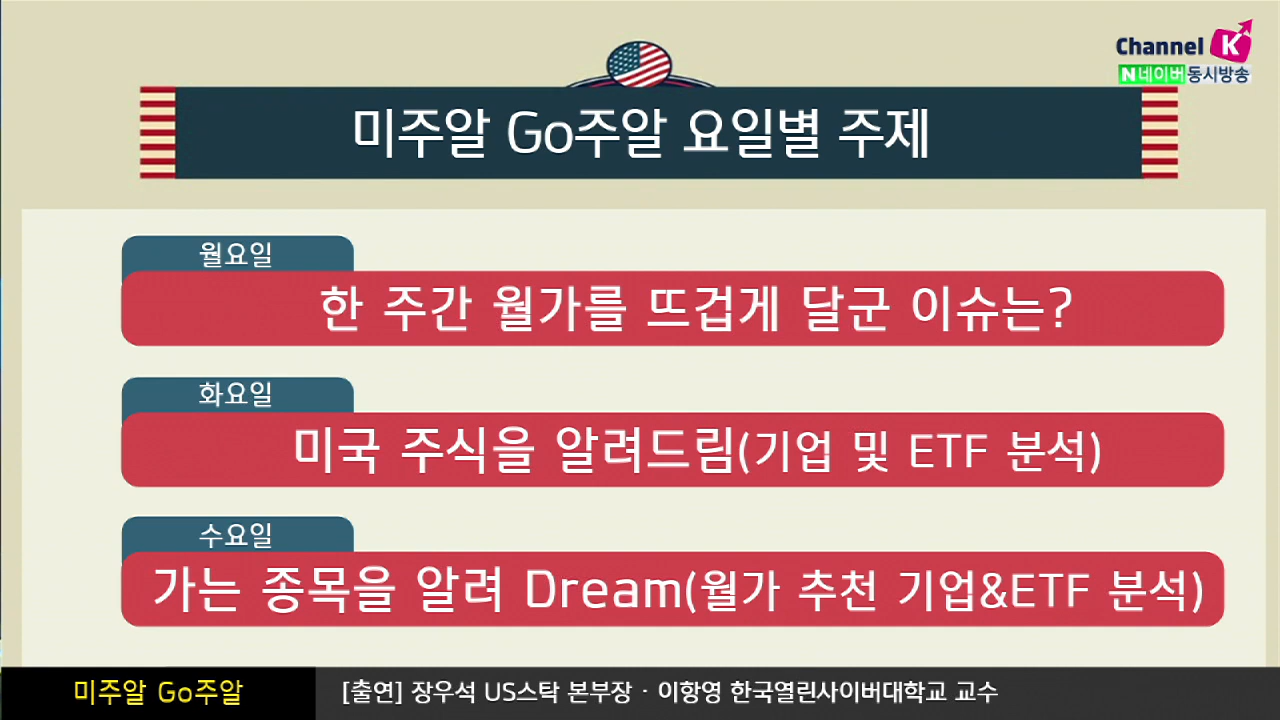 Channel K
N네이버 동시방송
미주알 Go주알 요일별 주제
월요일
한 주간 월가를 뜨겁게 달군 이슈는?
화요일
미국 주식을 알려드림(기업 및 ETF 분석)
수요일
가는 종목을 알려 Dream(월가 추천 기업&ETF 분석)
미주알 Go주알
[출연] 장우석 US스탁 본부장 · 이항영 한국열린사이버대학교 교수